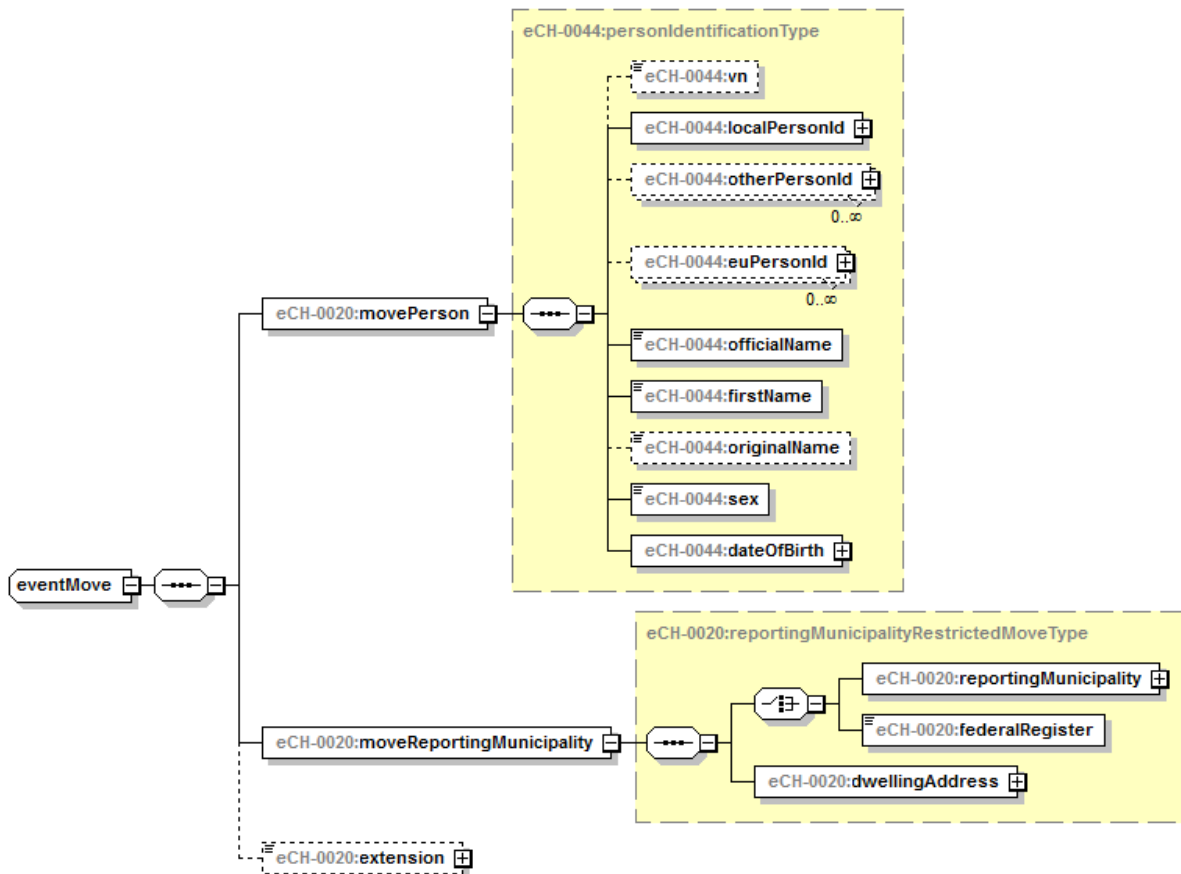 eCH-0044:personIdentificationType
eCH-0044:vn
eCH-0044:localPersonId
eCH-0044:otherPersonId
0..∞
eCH-0044:euPersonId
0..∞
eCH-0020:movePerson
eCH-0044:officialName
eCH-0044:firstName
eCH-0044:originalName
eCH-0044:sex
eCH-0044:dateOfBirth
eventMove
eCH-0020:reportingMunicipalityRestrictedMoveType
eCH-0020:reportingMunicipality
eCH-0020:federalRegister
eCH-0020:moveReportingMunicipality
eCH-0020:dwellingAddress
eCH-0020:extension